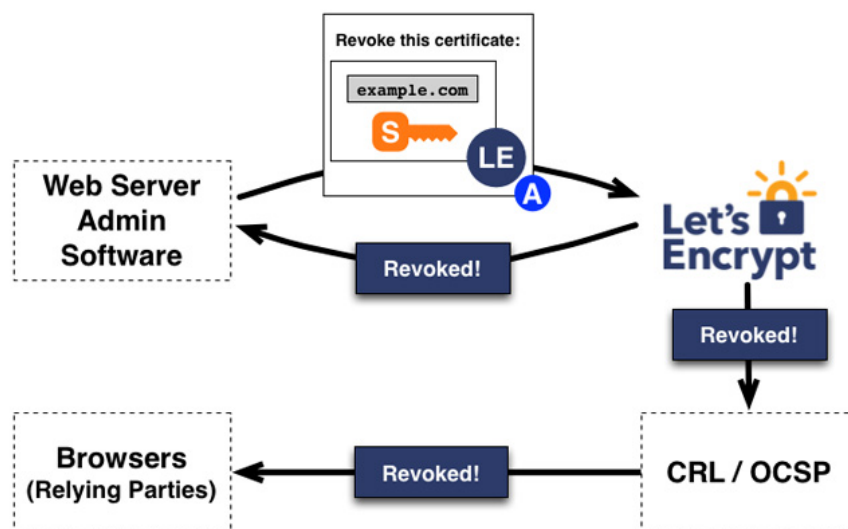 Revoke this certificate:
example.com
S
LE
A
Web Server
Admin
Software
Let's
Encrypt
Revoked!
Revoked!
Browsers
(Relying Parties)
Revoked!
CRL / OCSP